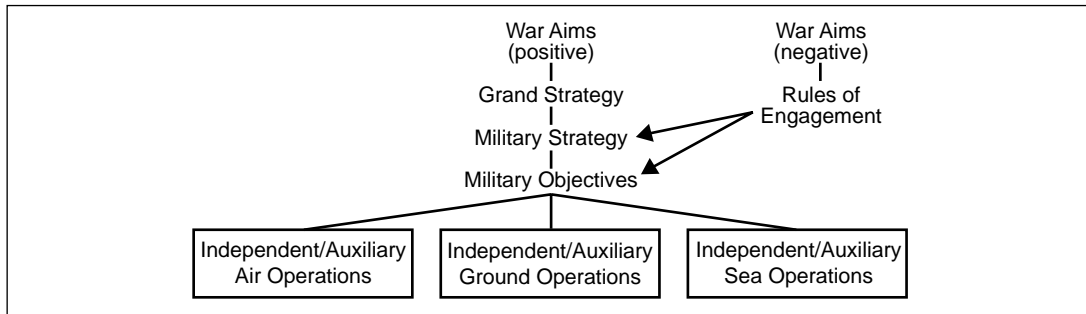 War Aims
(positive)
War Aims
(negative)
Grand Strategy
Rules of
Engagement
Military Strategy
Military Objectives
Independent/Auxiliary
Air Operations
Independent/Auxiliary
Ground Operations
Independent/Auxiliary
Sea Operations